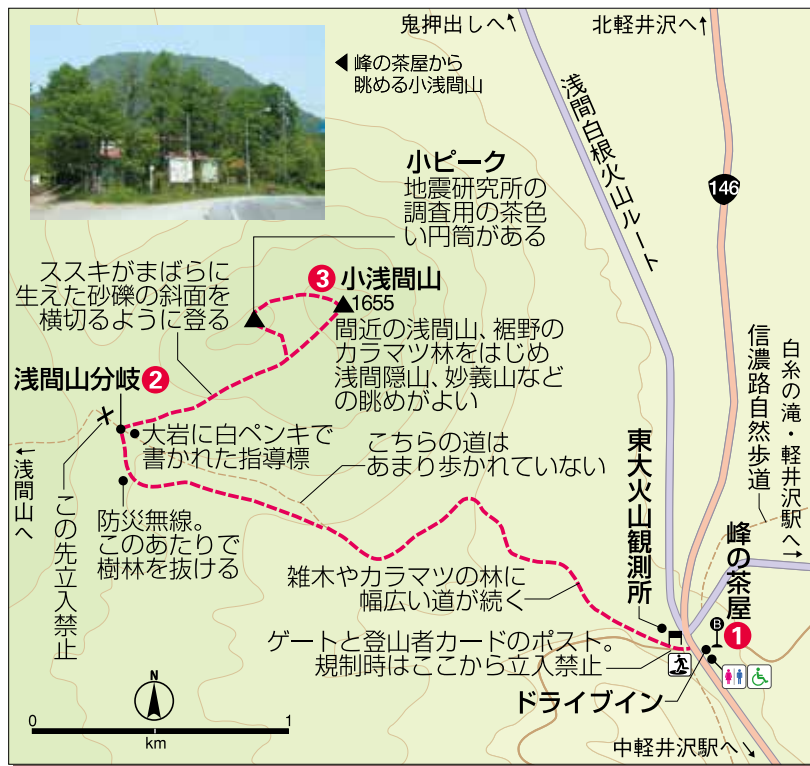 鬼押出しへ
北軽井沢へ
峰の茶屋から
眺める小浅間山
浅間白根火山ルート
146
小ピーク
地震研究所の
調査用の茶色
い円筒がある
ススキがまばらに
生えた砂礫の斜面を
横切るように登る
3 小浅間山
1655
間近の浅間山、裾野の
カラマツ林をはじめ
浅間隠山、妙義山など
の眺めがよい
信濃路自然歩道
白糸の滝・軽井沢駅へ
浅間山分岐 2
大岩に白ペンキで
書かれた指導標
こちらの道は
あまり歩かれていない
浅間山へ
この先立入禁止
防災無線。
このあたりで
樹林を抜ける
東大火山観測所
峰の茶屋
1
B
雑木やカラマツの林に
幅広い道が続く
ゲートと登山者カードのポスト。
規制時はここから立入禁止
ドライブイン
中軽井沢駅へ
N
0 1
km